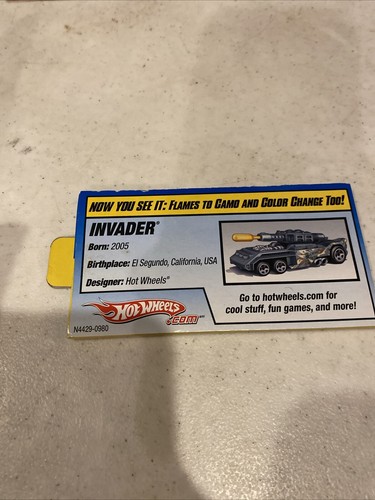 NOW YOU SEE IT: FLAMES TO CAMO AND COLOR CHANGE TOO!
INVADER®
Born: 2005
Birthplace: El Segundo, California, USA
Designer: Hot Wheels®
HOT WHEELS
.com
Go to hotwheels.com for
cool stuff, fun games, and more!
N4429-0980